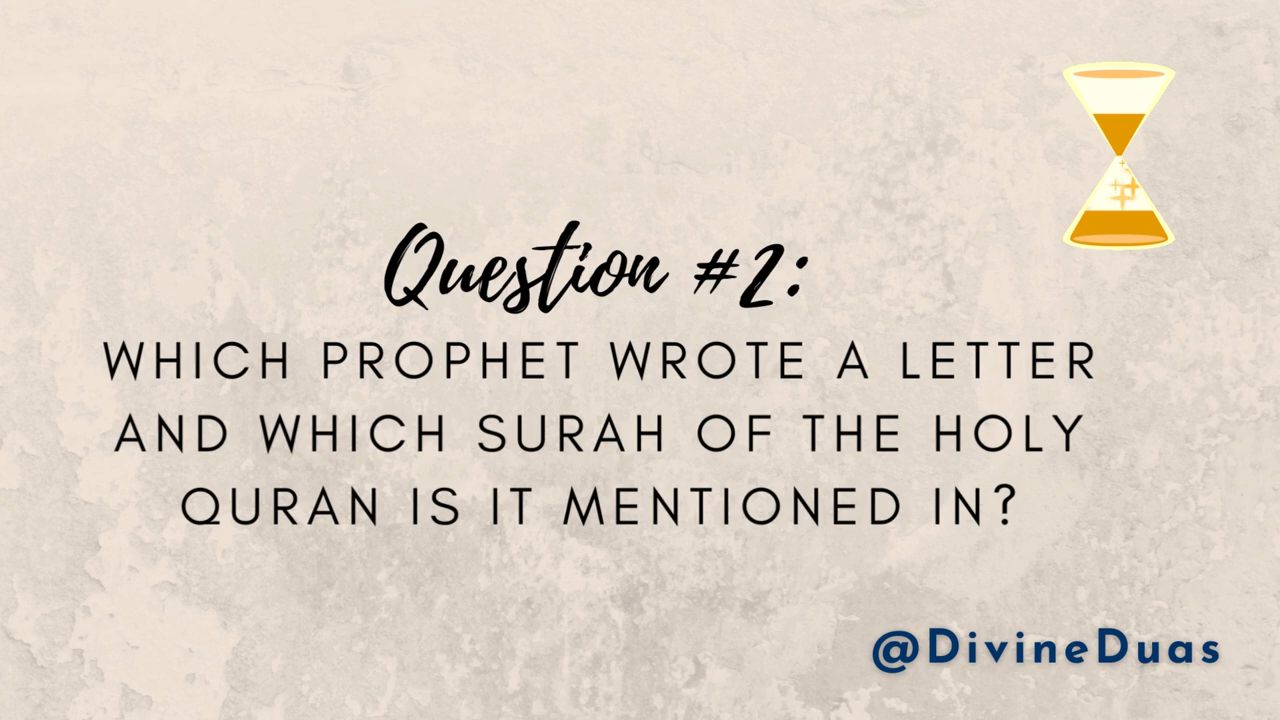 Question #2:
WHICH PROPHET WROTE A LETTER
AND WHICH SURAH OF THE HOLY
QURAN IS IT MENTIONED IN?
@DivineDuas